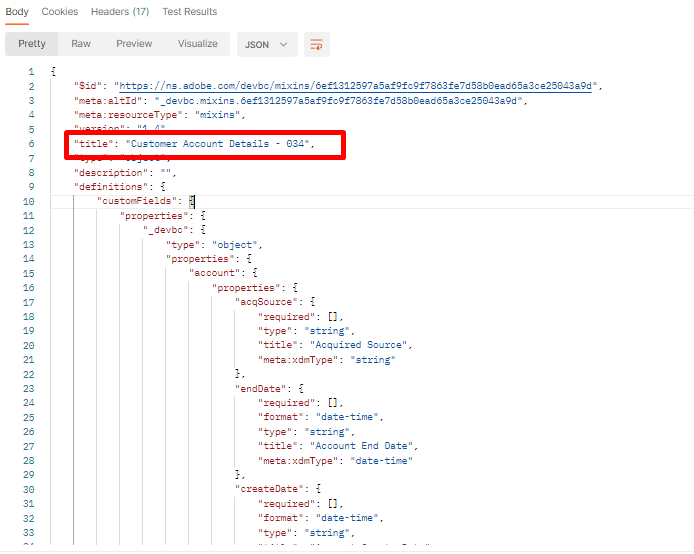 Body Cookies Headers (17) Test Results
Pretty Raw Preview Visualize JSON
1 {
2 "$id": "https://ns.adobe.com/devbc/mixins/6ef1312597a5af9fc9f7863fe7d58b0ead65a3ce25043a9d",
3 "meta:altId": "_devbc.mixins.6ef1312597a5af9fc9f7863fe7d58b0ead65a3ce25043a9d",
4 "meta:resourceType": "mixins",
5 "version": "1.4",
6 "title": "Customer Account Details - 034",
7 "type": "object",
8 "description": "",
9 "definitions": {
10 "customFields": {
11 "properties": {
12 "_devbc": {
13 "type": "object",
14 "properties": {
15 "account": {
16 "properties": {
17 "acqSource": {
18 "required": [],
19 "type": "string",
20 "title": "Acquired Source",
21 "meta:xdmType": "string"
22 },
23 "endDate": {
24 "required": [],
25 "format": "date-time",
26 "type": "string",
27 "title": "Account End Date",
28 "meta:xdmType": "date-time"
29 },
30 "createDate": {
31 "required": [],
32 "format": "date-time",
33 "type": "string",